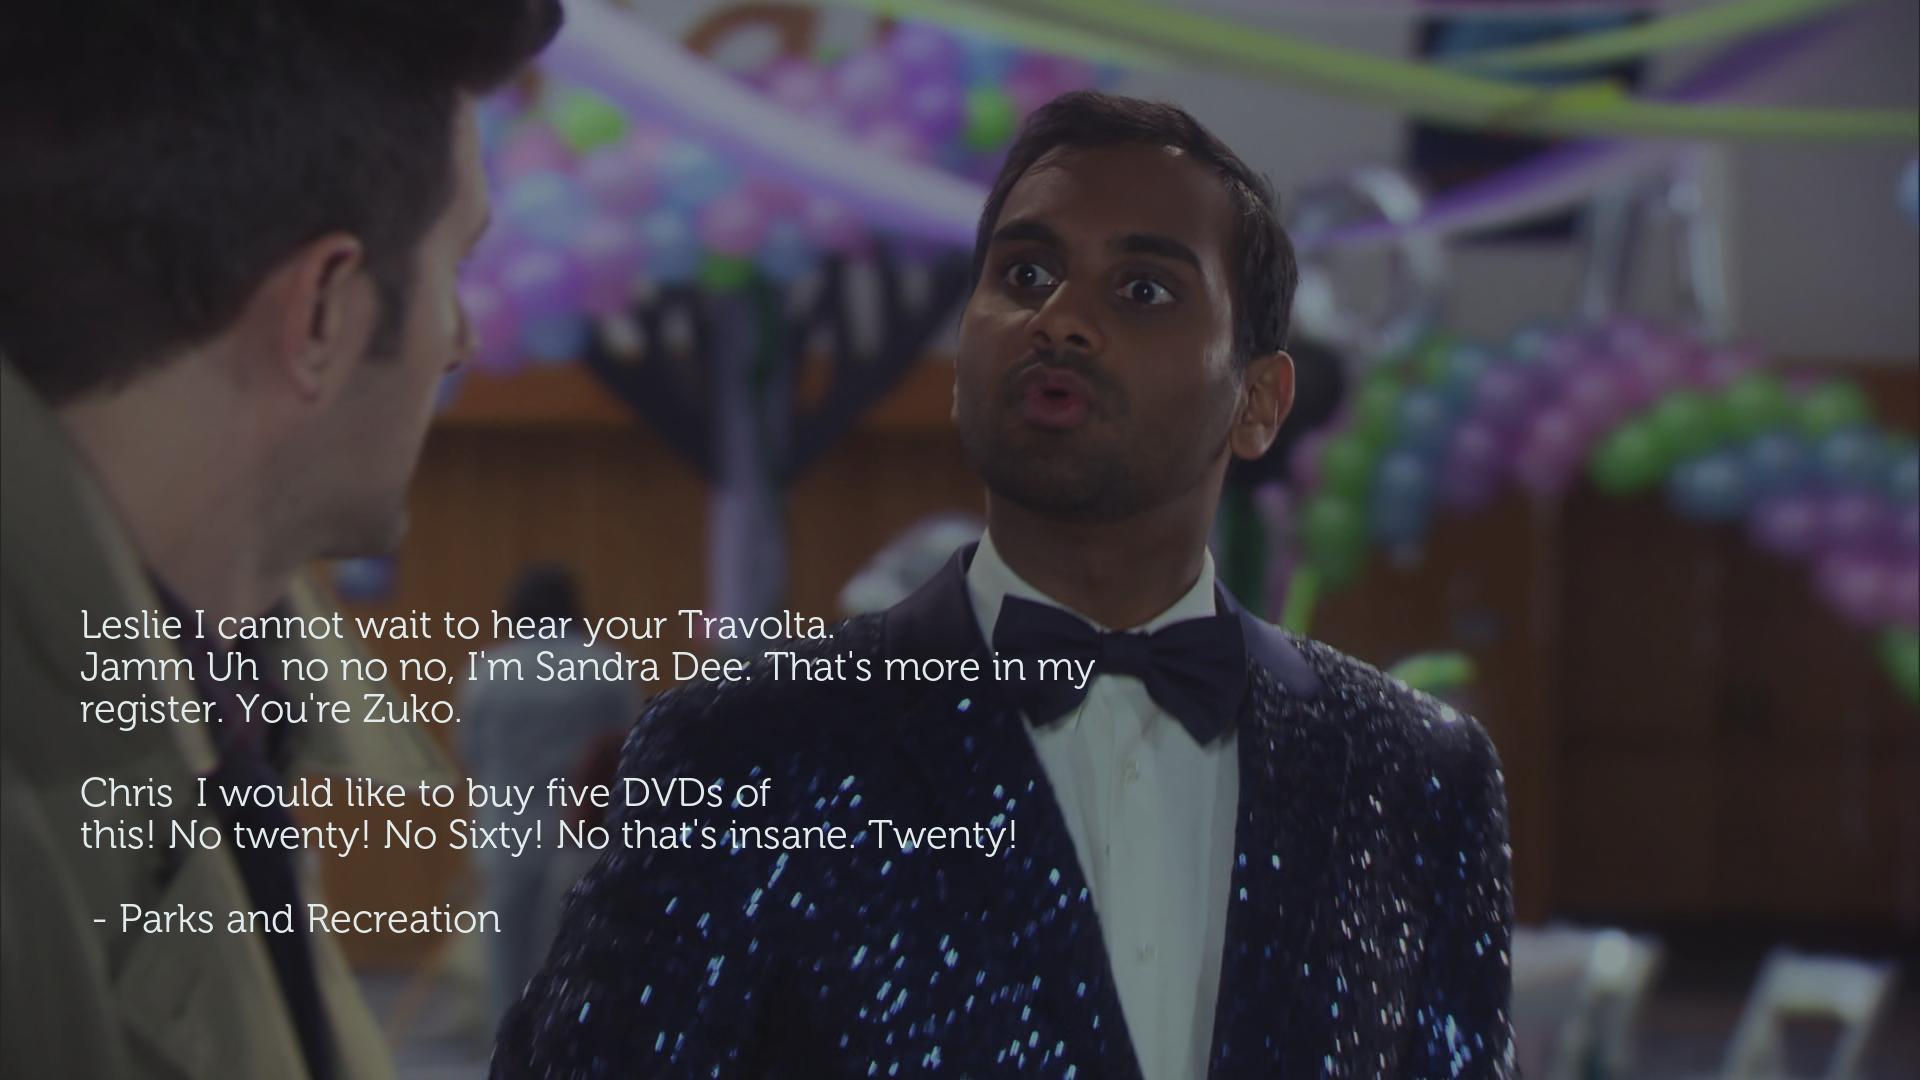 Leslie I cannot wait to hear your Travolta.
Jamm Uh  no no no, I'm Sandra Dee. That's more in my
register. You're Zuko.
Chris  I would like to buy five DVDs of
this! No twenty! No Sixty! No that's insane. Twenty!
- Parks and Recreation